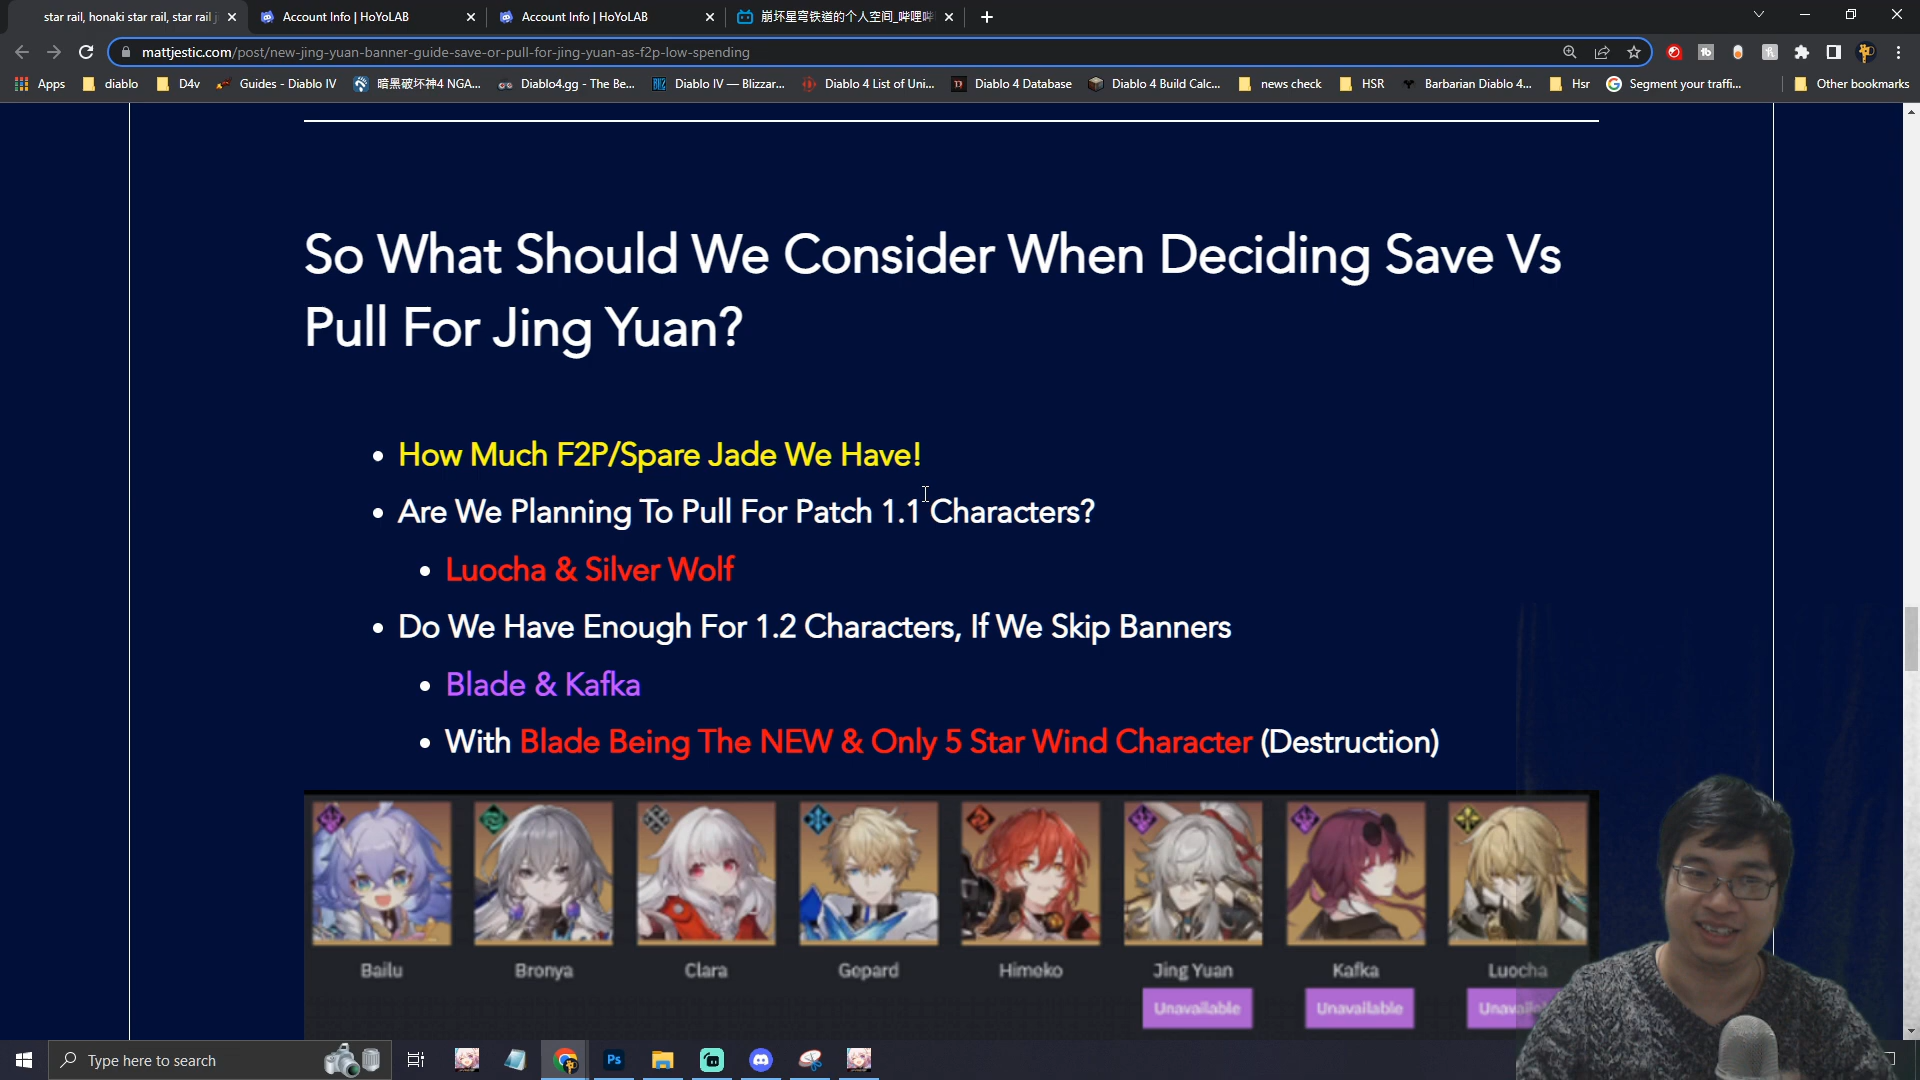 star rail, honaki star rail, star rail j
Account Info | HoYoLAB
Account Info | HoYoLAB
崩坏星穹铁道的个人空间_哔哩哔
mattjestic.com/post/new-jing-yuan-banner-guide-save-or-pull-for-jing-yuan-as-f2p-low-spending
Apps
diablo
D4v
Guides - Diablo IV
暗黑破坏神4 NGA...
Diablo4.gg - The Be...
Diablo IV — Blizzar...
Diablo 4 List of Uni...
Diablo 4 Database
Diablo 4 Build Calc...
news check
HSR
Barbarian Diablo 4...
Hsr
Segment your traffi...
Other bookmarks
So What Should We Consider When Deciding Save Vs
Pull For Jing Yuan?
• How Much F2P/Spare Jade We Have!
• Are We Planning To Pull For Patch 1.1 Characters?
• Luocha & Silver Wolf
• Do We Have Enough For 1.2 Characters, If We Skip Banners
• Blade & Kafka
• With Blade Being The NEW & Only 5 Star Wind Character (Destruction)
Bailu
Bronya
Clara
Gepard
Himeko
Jing Yuan
Kafka
Luocha
Unavailable
Unavailable
Type here to search
Ps